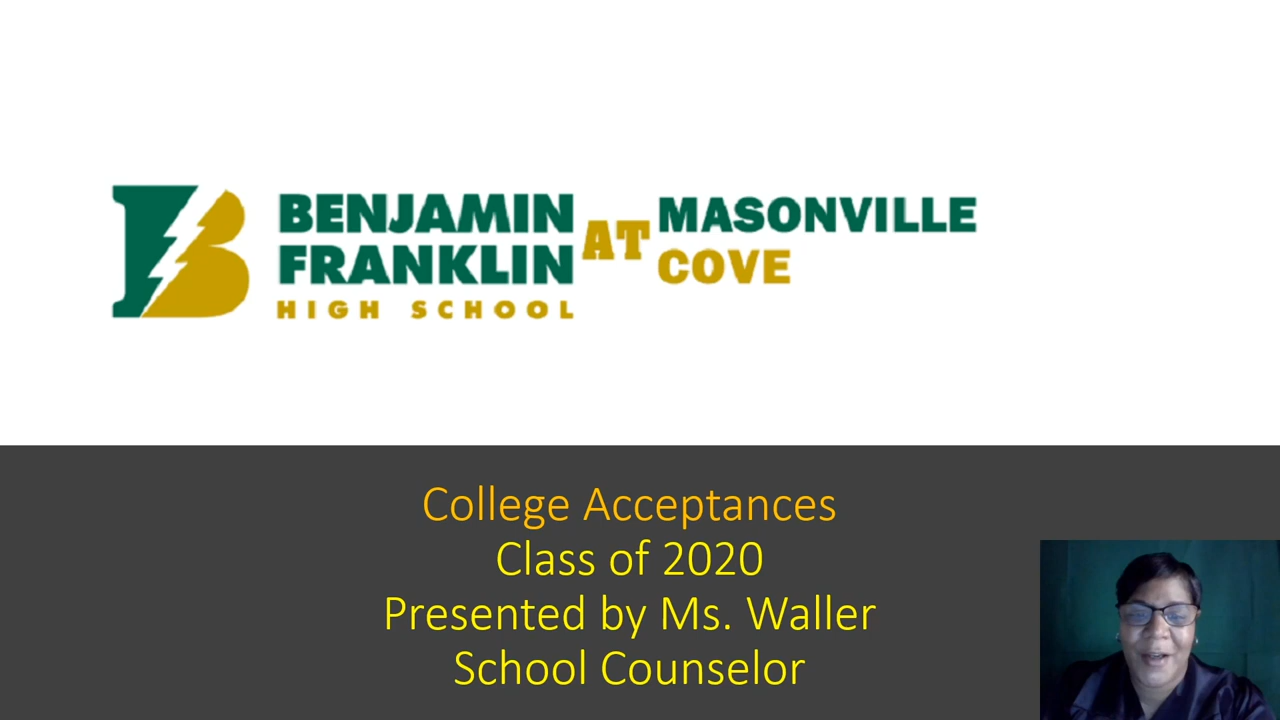 BENJAMIN
FRANKLIN
HIGH SCHOOL
AT
MASONVILLE
COVE
College Acceptances
Class of 2020
Presented by Ms. Waller
School Counselor